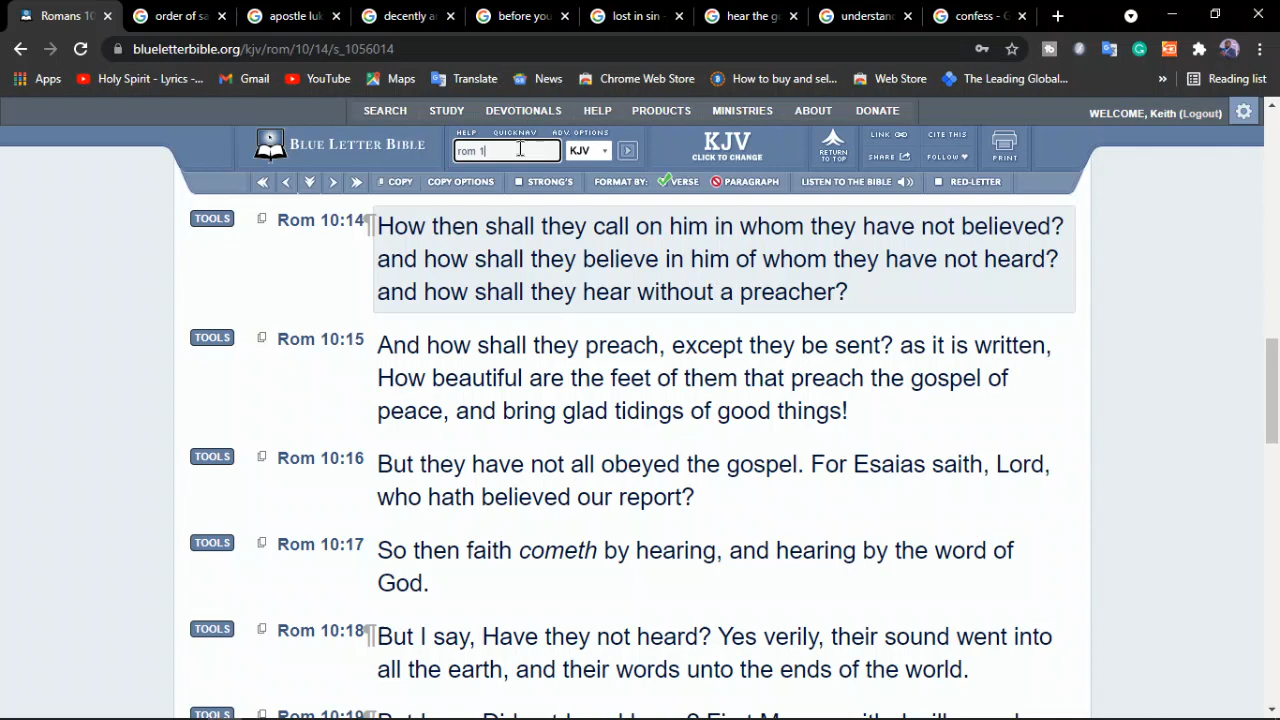 Romans 10
order of sa
apostle luk
decently a
before you
lost in sin -
hear the g
understan
confess - G
blueletterbible.org/kjv/rom/10/14/s_1056014
Apps
Holy Spirit - Lyrics -...
Gmail
YouTube
Maps
Translate
News
Chrome Web Store
How to buy and sel...
Web Store
The Leading Global...
»
Reading list
SEARCH STUDY DEVOTIONALS HELP PRODUCTS MINISTRIES ABOUT DONATE
WELCOME, Keith (Logout)
BLUE LETTER BIBLE
HELP QUICKNAV ADV. OPTIONS
rom 1
KJV
KJV
CLICK TO CHANGE
RETURN
TO TOP
LINK
CITE THIS
SHARE
FOLLOW
PRINT
COPY COPY OPTIONS STRONG'S FORMAT BY: VERSE PARAGRAPH LISTEN TO THE BIBLE RED-LETTER
TOOLS Rom 10:14 ¶ How then shall they call on him in whom they have not believed?
and how shall they believe in him of whom they have not heard?
and how shall they hear without a preacher?
TOOLS Rom 10:15 And how shall they preach, except they be sent? as it is written,
How beautiful are the feet of them that preach the gospel of
peace, and bring glad tidings of good things!
TOOLS Rom 10:16 But they have not all obeyed the gospel. For Esaias saith, Lord,
who hath believed our report?
TOOLS Rom 10:17 So then faith cometh by hearing, and hearing by the word of
God.
TOOLS Rom 10:18 ¶ But I say, Have they not heard? Yes verily, their sound went into
all the earth, and their words unto the ends of the world.
TOOLS Rom 10:19